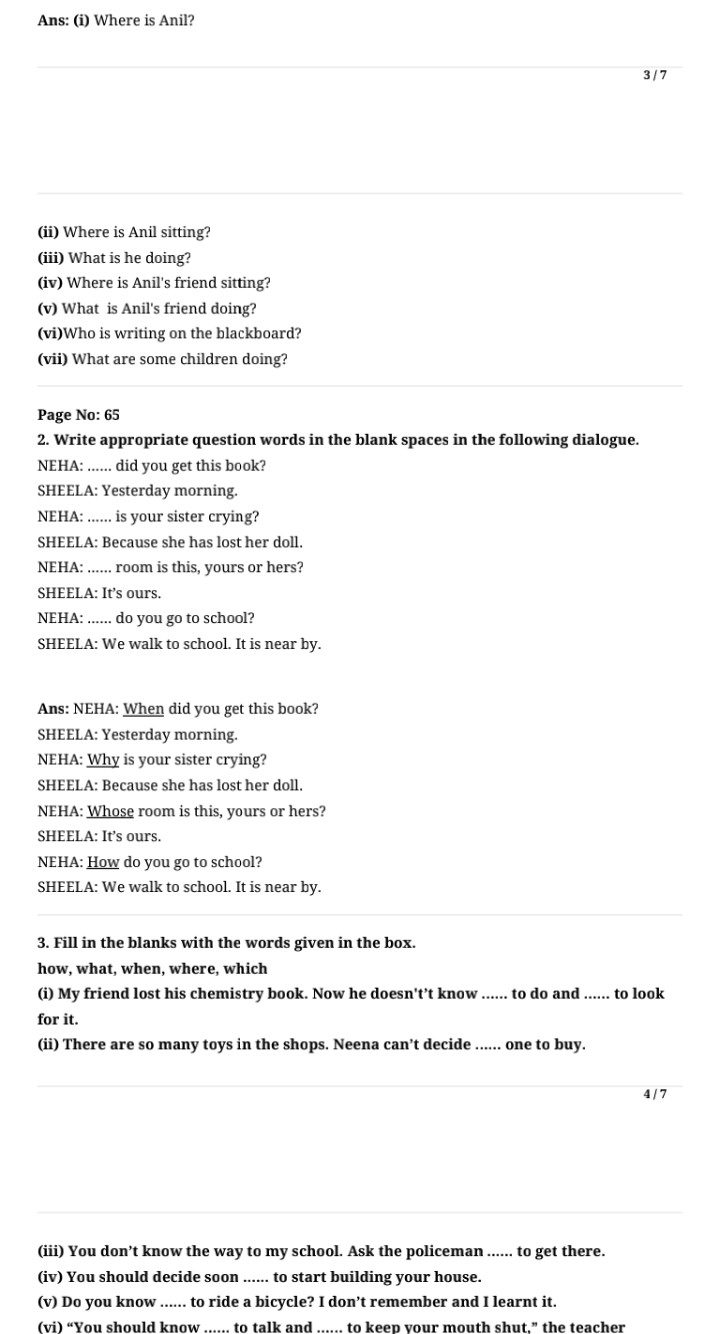 Ans: (i) Where is Anil?
3 / 7
(ii) Where is Anil sitting?
(iii) What is he doing?
(iv) Where is Anil's friend sitting?
(v) What  is Anil's friend doing?
(vi)Who is writing on the blackboard?
(vii) What are some children doing?
Page No: 65
2. Write appropriate question words in the blank spaces in the following dialogue.
NEHA: ...... did you get this book?
SHEELA: Yesterday morning.
NEHA: ...... is your sister crying?
SHEELA: Because she has lost her doll.
NEHA: ...... room is this, yours or hers?
SHEELA: It’s ours.
NEHA: ...... do you go to school?
SHEELA: We walk to school. It is near by.
Ans: NEHA: When did you get this book?
SHEELA: Yesterday morning.
NEHA: Why is your sister crying?
SHEELA: Because she has lost her doll.
NEHA: Whose room is this, yours or hers?
SHEELA: It’s ours.
NEHA: How do you go to school?
SHEELA: We walk to school. It is near by.
3. Fill in the blanks with the words given in the box.
how, what, when, where, which
(i) My friend lost his chemistry book. Now he doesn't’t know ...... to do and ...... to look
for it.
(ii) There are so many toys in the shops. Neena can’t decide ...... one to buy.
4 / 7
(iii) You don’t know the way to my school. Ask the policeman ...... to get there.
(iv) You should decide soon ...... to start building your house.
(v) Do you know ...... to ride a bicycle? I don’t remember and I learnt it.
(vi) “You should know ...... to talk and ...... to keep your mouth shut,” the teacher